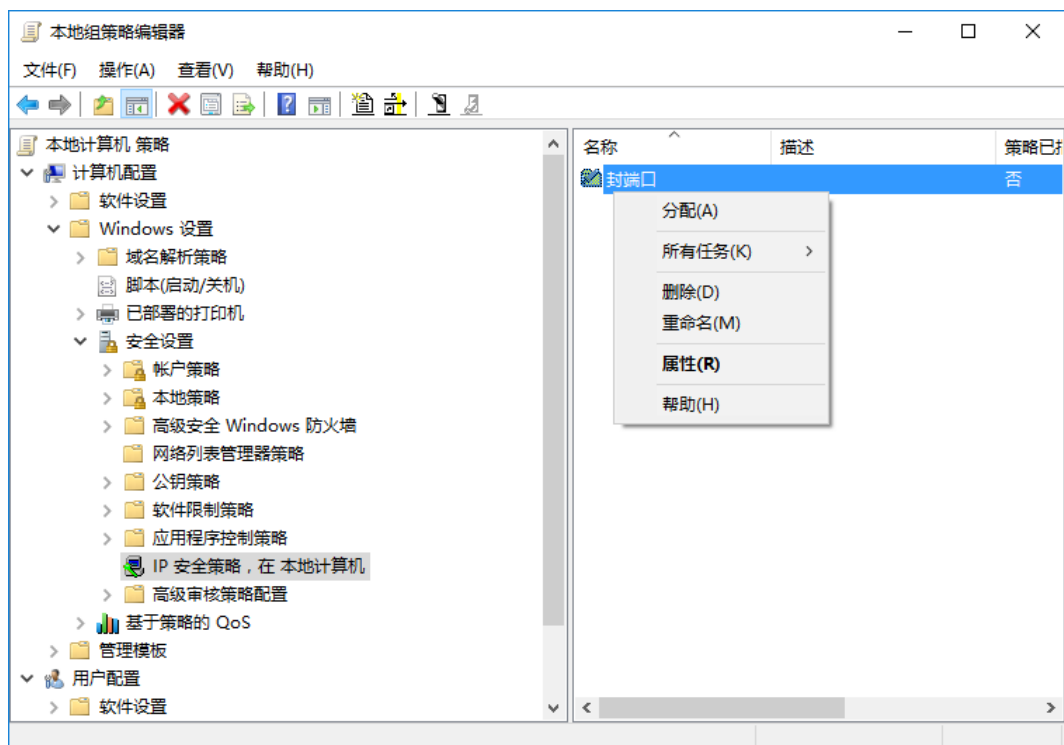 本地组策略编辑器
文件(F) 操作(A) 查看(V) 帮助(H)
本地计算机 策略
计算机配置
软件设置
Windows 设置
域名解析策略
脚本(启动/关机)
已部署的打印机
安全设置
帐户策略
本地策略
高级安全 Windows 防火墙
网络列表管理器策略
公钥策略
软件限制策略
应用程序控制策略
IP 安全策略，在 本地计算机
高级审核策略配置
基于策略的 QoS
管理模板
用户配置
软件设置
名称 描述 策略已
封端口 否
分配(A)
所有任务(K)
删除(D)
重命名(M)
属性(R)
帮助(H)